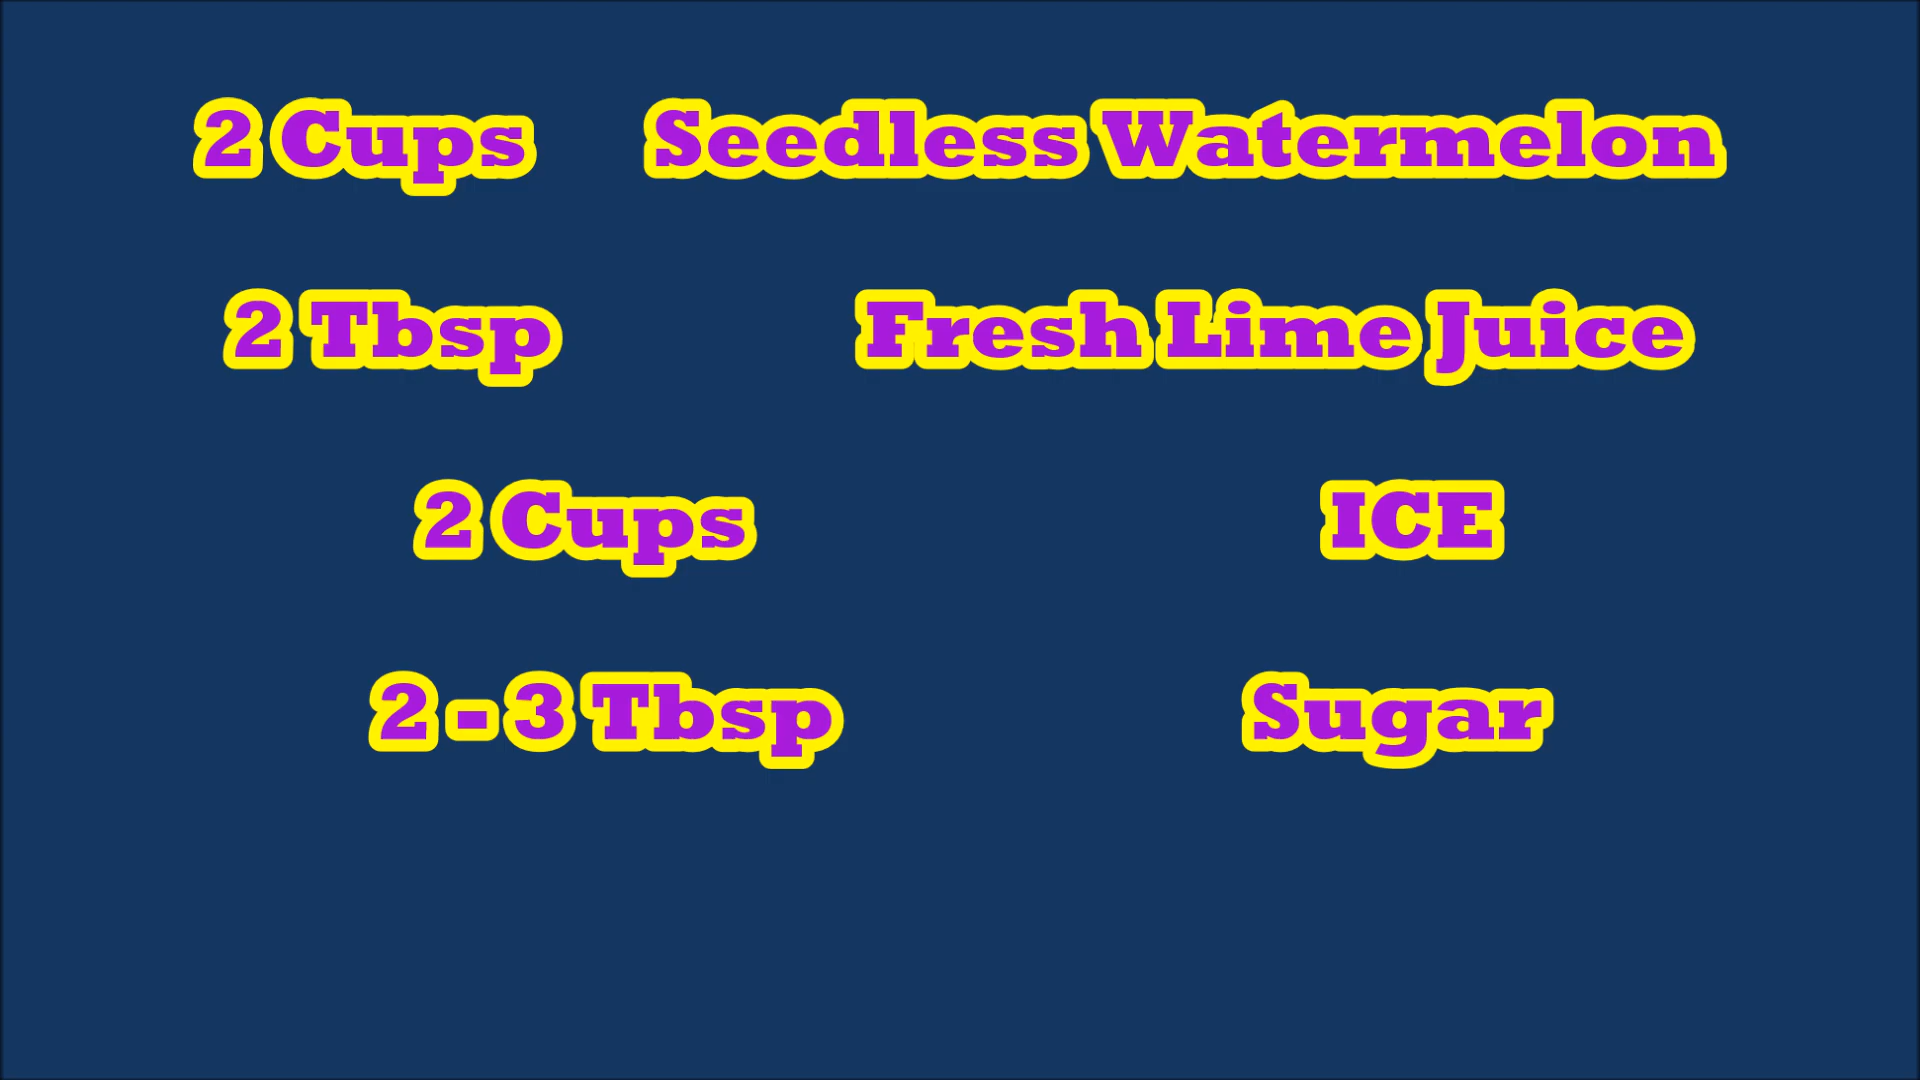 2 Cups Seedless Watermelon
2 Tbsp Fresh Lime Juice
2 Cups ICE
2 - 3 Tbsp Sugar